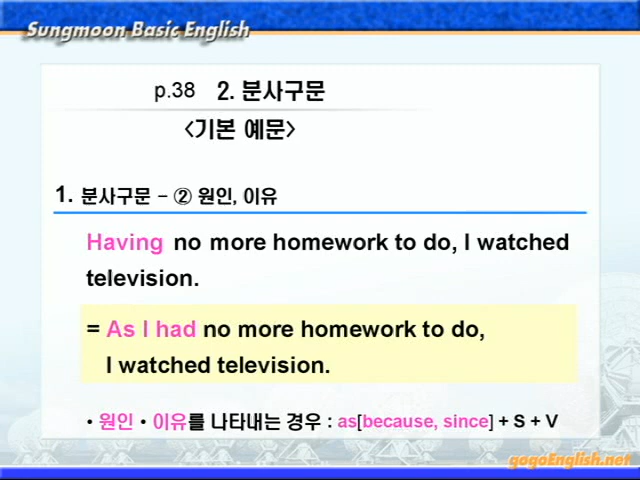 Sungmoon Basic English
p.38 2. 분사구문
<기본 예문>
1. 분사구문 - ② 원인, 이유
Having no more homework to do, I watched
television.
= As I had no more homework to do,
I watched television.
• 원인 • 이유를 나타내는 경우 : as[because, since] + S + V
gogoEnglish.net